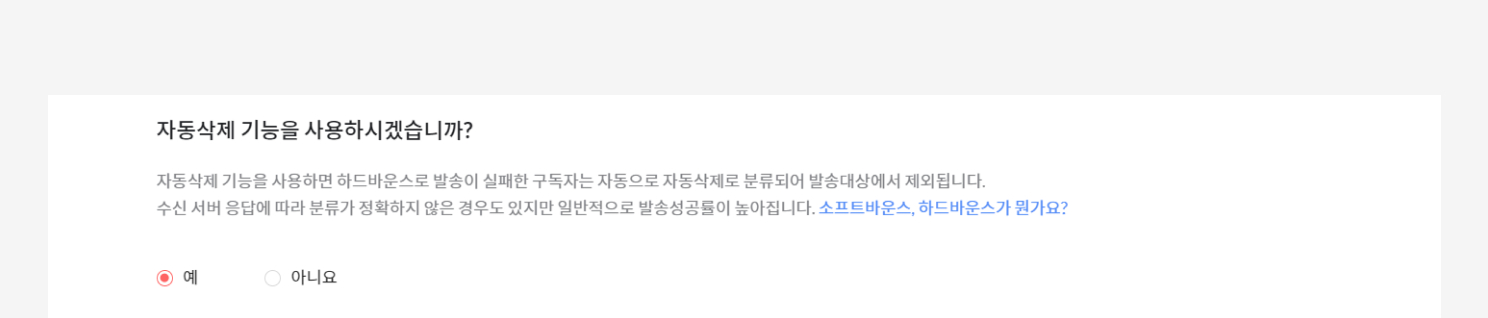 자동삭제 기능을 사용하시겠습니까?
자동삭제 기능을 사용하면 하드바운스로 발송이 실패한 구독자는 자동으로 자동삭제로 분류되어 발송대상에서 제외됩니다.
수신 서버 응답에 따라 분류가 정확하지 않은 경우도 있지만 일반적으로 발송성공률이 높아집니다. 소프트바운스, 하드바운스가 뭔가요?
예 아니요